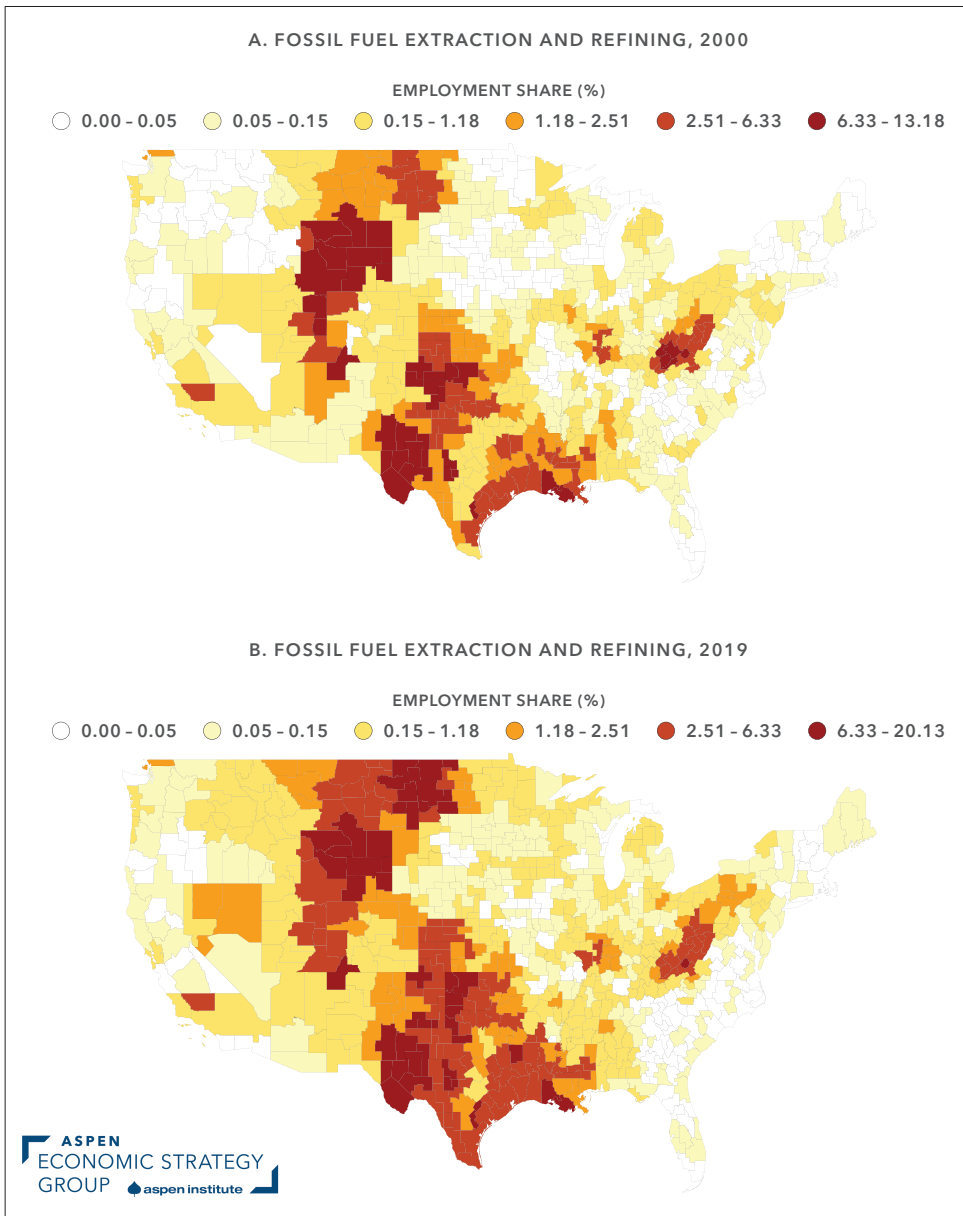 A. FOSSIL FUEL EXTRACTION AND REFINING, 2000
EMPLOYMENT SHARE (%)
0.00 – 0.05 0.05 – 0.15 0.15 – 1.18 1.18 – 2.51 2.51 – 6.33 6.33 – 13.18
B. FOSSIL FUEL EXTRACTION AND REFINING, 2019
EMPLOYMENT SHARE (%)
0.00 – 0.05 0.05 – 0.15 0.15 – 1.18 1.18 – 2.51 2.51 – 6.33 6.33 – 20.13
ASPEN
ECONOMIC STRATEGY
GROUP aspen institute